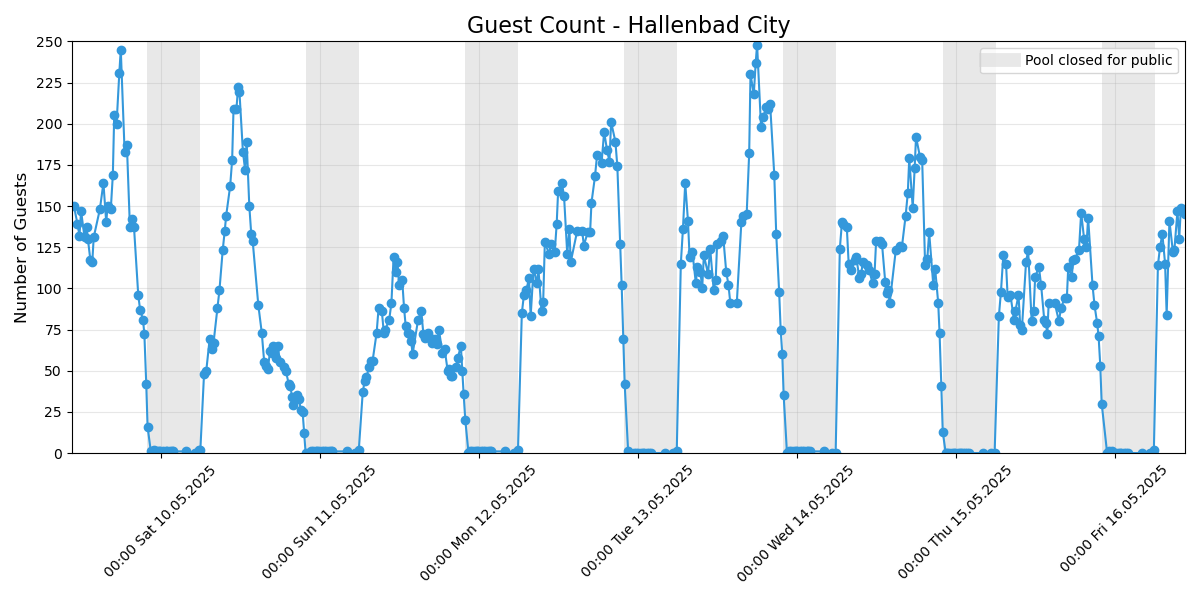 Guest Count - Hallenbad City
Number of Guests
250
225
200
175
150
125
100
75
50
25
0
Pool closed for public
00:00 Sat 10.05.2025
00:00 Sun 11.05.2025
00:00 Mon 12.05.2025
00:00 Tue 13.05.2025
00:00 Wed 14.05.2025
00:00 Thu 15.05.2025
00:00 Fri 16.05.2025